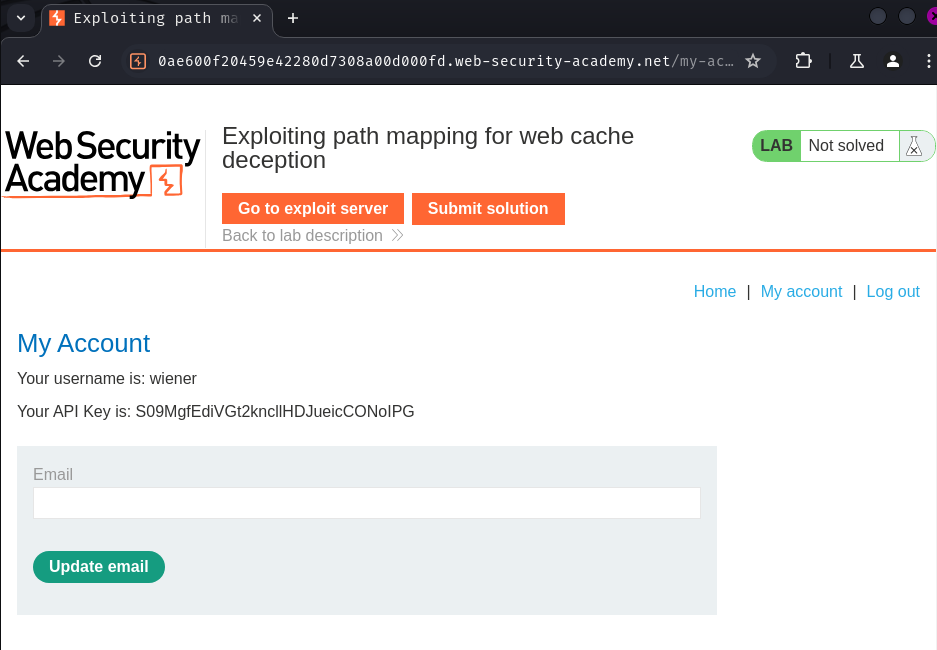 Exploiting path ma
0ae600f20459e42280d7308a00d000fd.web-security-academy.net/my-ac…
Web Security
Academy
Exploiting path mapping for web cache
deception
LAB Not solved
Go to exploit server Submit solution
Back to lab description
Home | My account | Log out
My Account
Your username is: wiener
Your API Key is: S09MgfEdiVGt2kncllHDJueicCONoIPG
Email
Update email